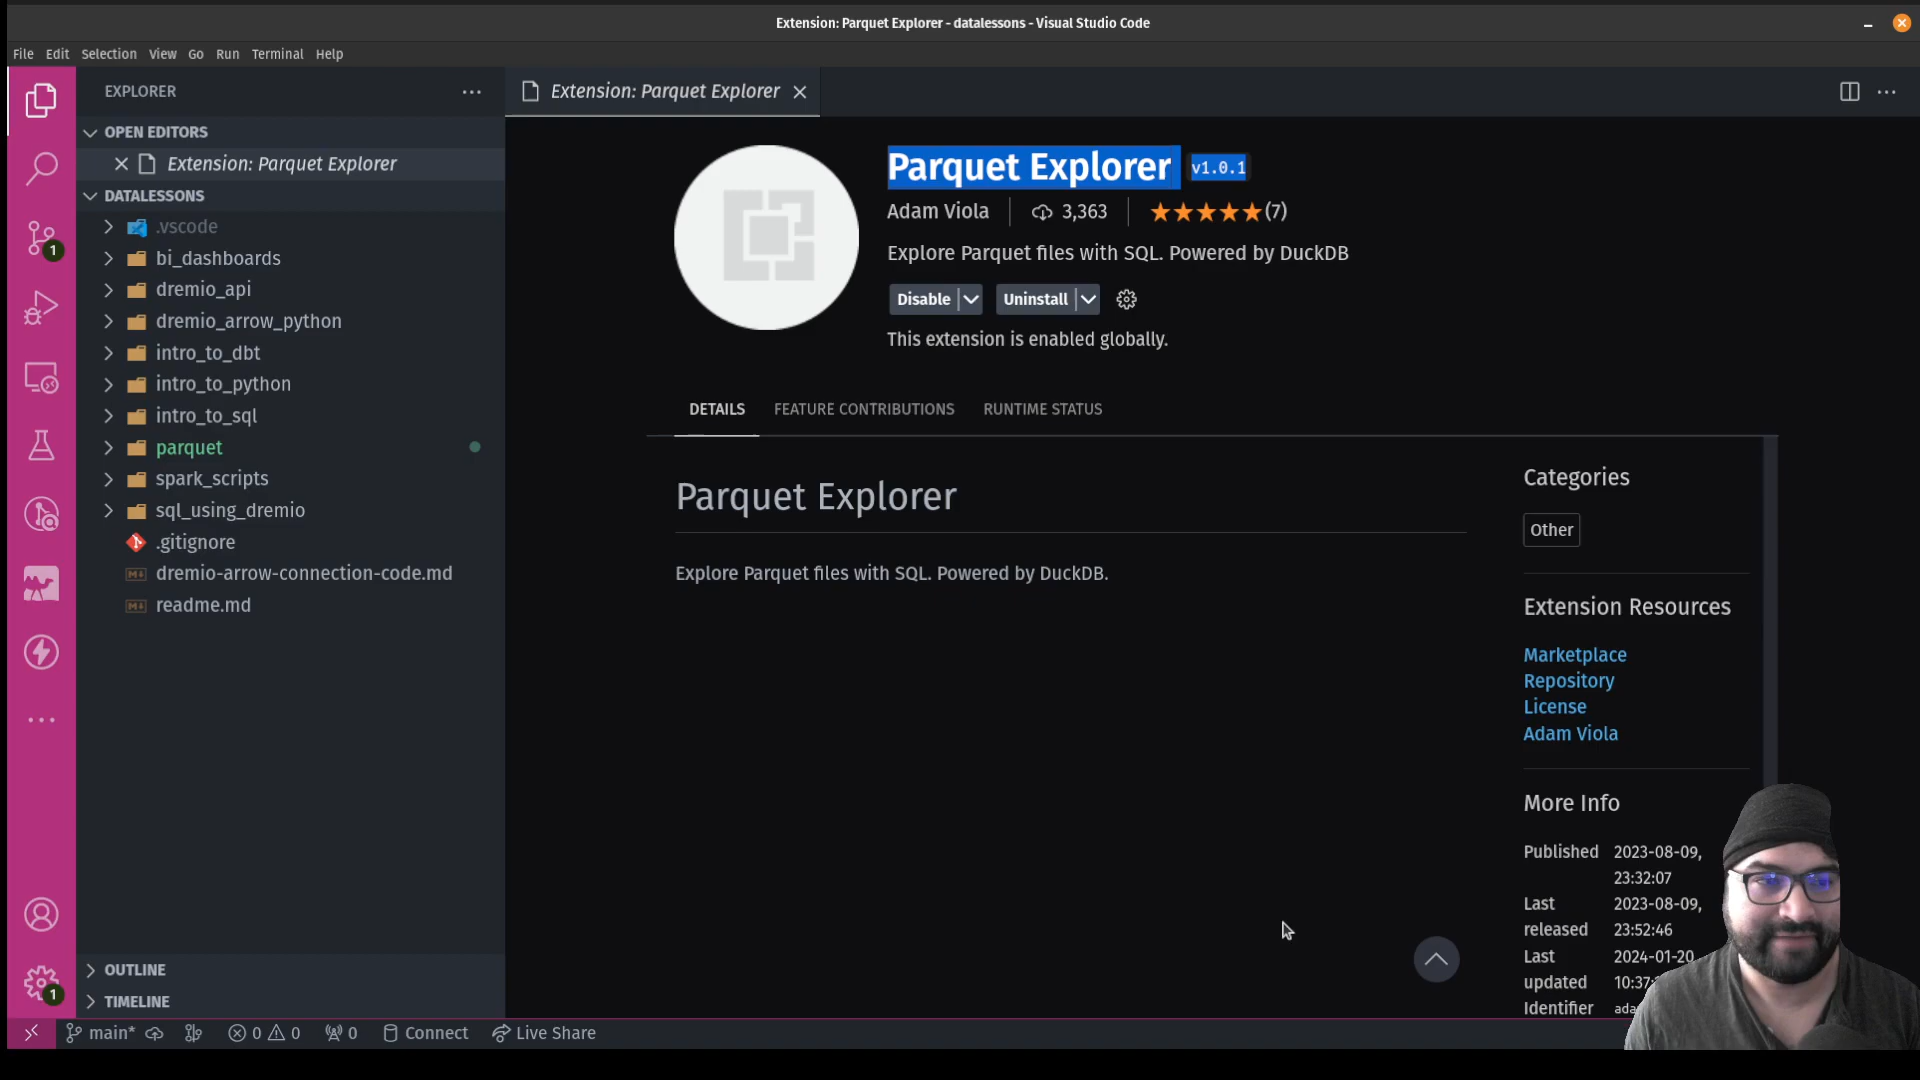 Extension: Parquet Explorer - datalessons - Visual Studio Code
File Edit Selection View Go Run Terminal Help
EXPLORER
OPEN EDITORS
Extension: Parquet Explorer
DATALESSONS
.vscode
bi_dashboards
dremio_api
dremio_arrow_python
intro_to_dbt
intro_to_python
intro_to_sql
parquet
spark_scripts
sql_using_dremio
.gitignore
dremio-arrow-connection-code.md
readme.md
OUTLINE
TIMELINE
1
1
Extension: Parquet Explorer
Parquet Explorer v1.0.1
Adam Viola 3,363 (7)
Explore Parquet files with SQL. Powered by DuckDB
Disable Uninstall
This extension is enabled globally.
DETAILS FEATURE CONTRIBUTIONS RUNTIME STATUS
Parquet Explorer
Explore Parquet files with SQL. Powered by DuckDB.
Categories
Other
Extension Resources
Marketplace
Repository
License
Adam Viola
More Info
Published 2023-08-09,
23:32:07
Last 2023-08-09,
released 23:52:46
Last 2024-01-20,
updated 10:37:
Identifier ada
main* 0 0 0 Connect Live Share